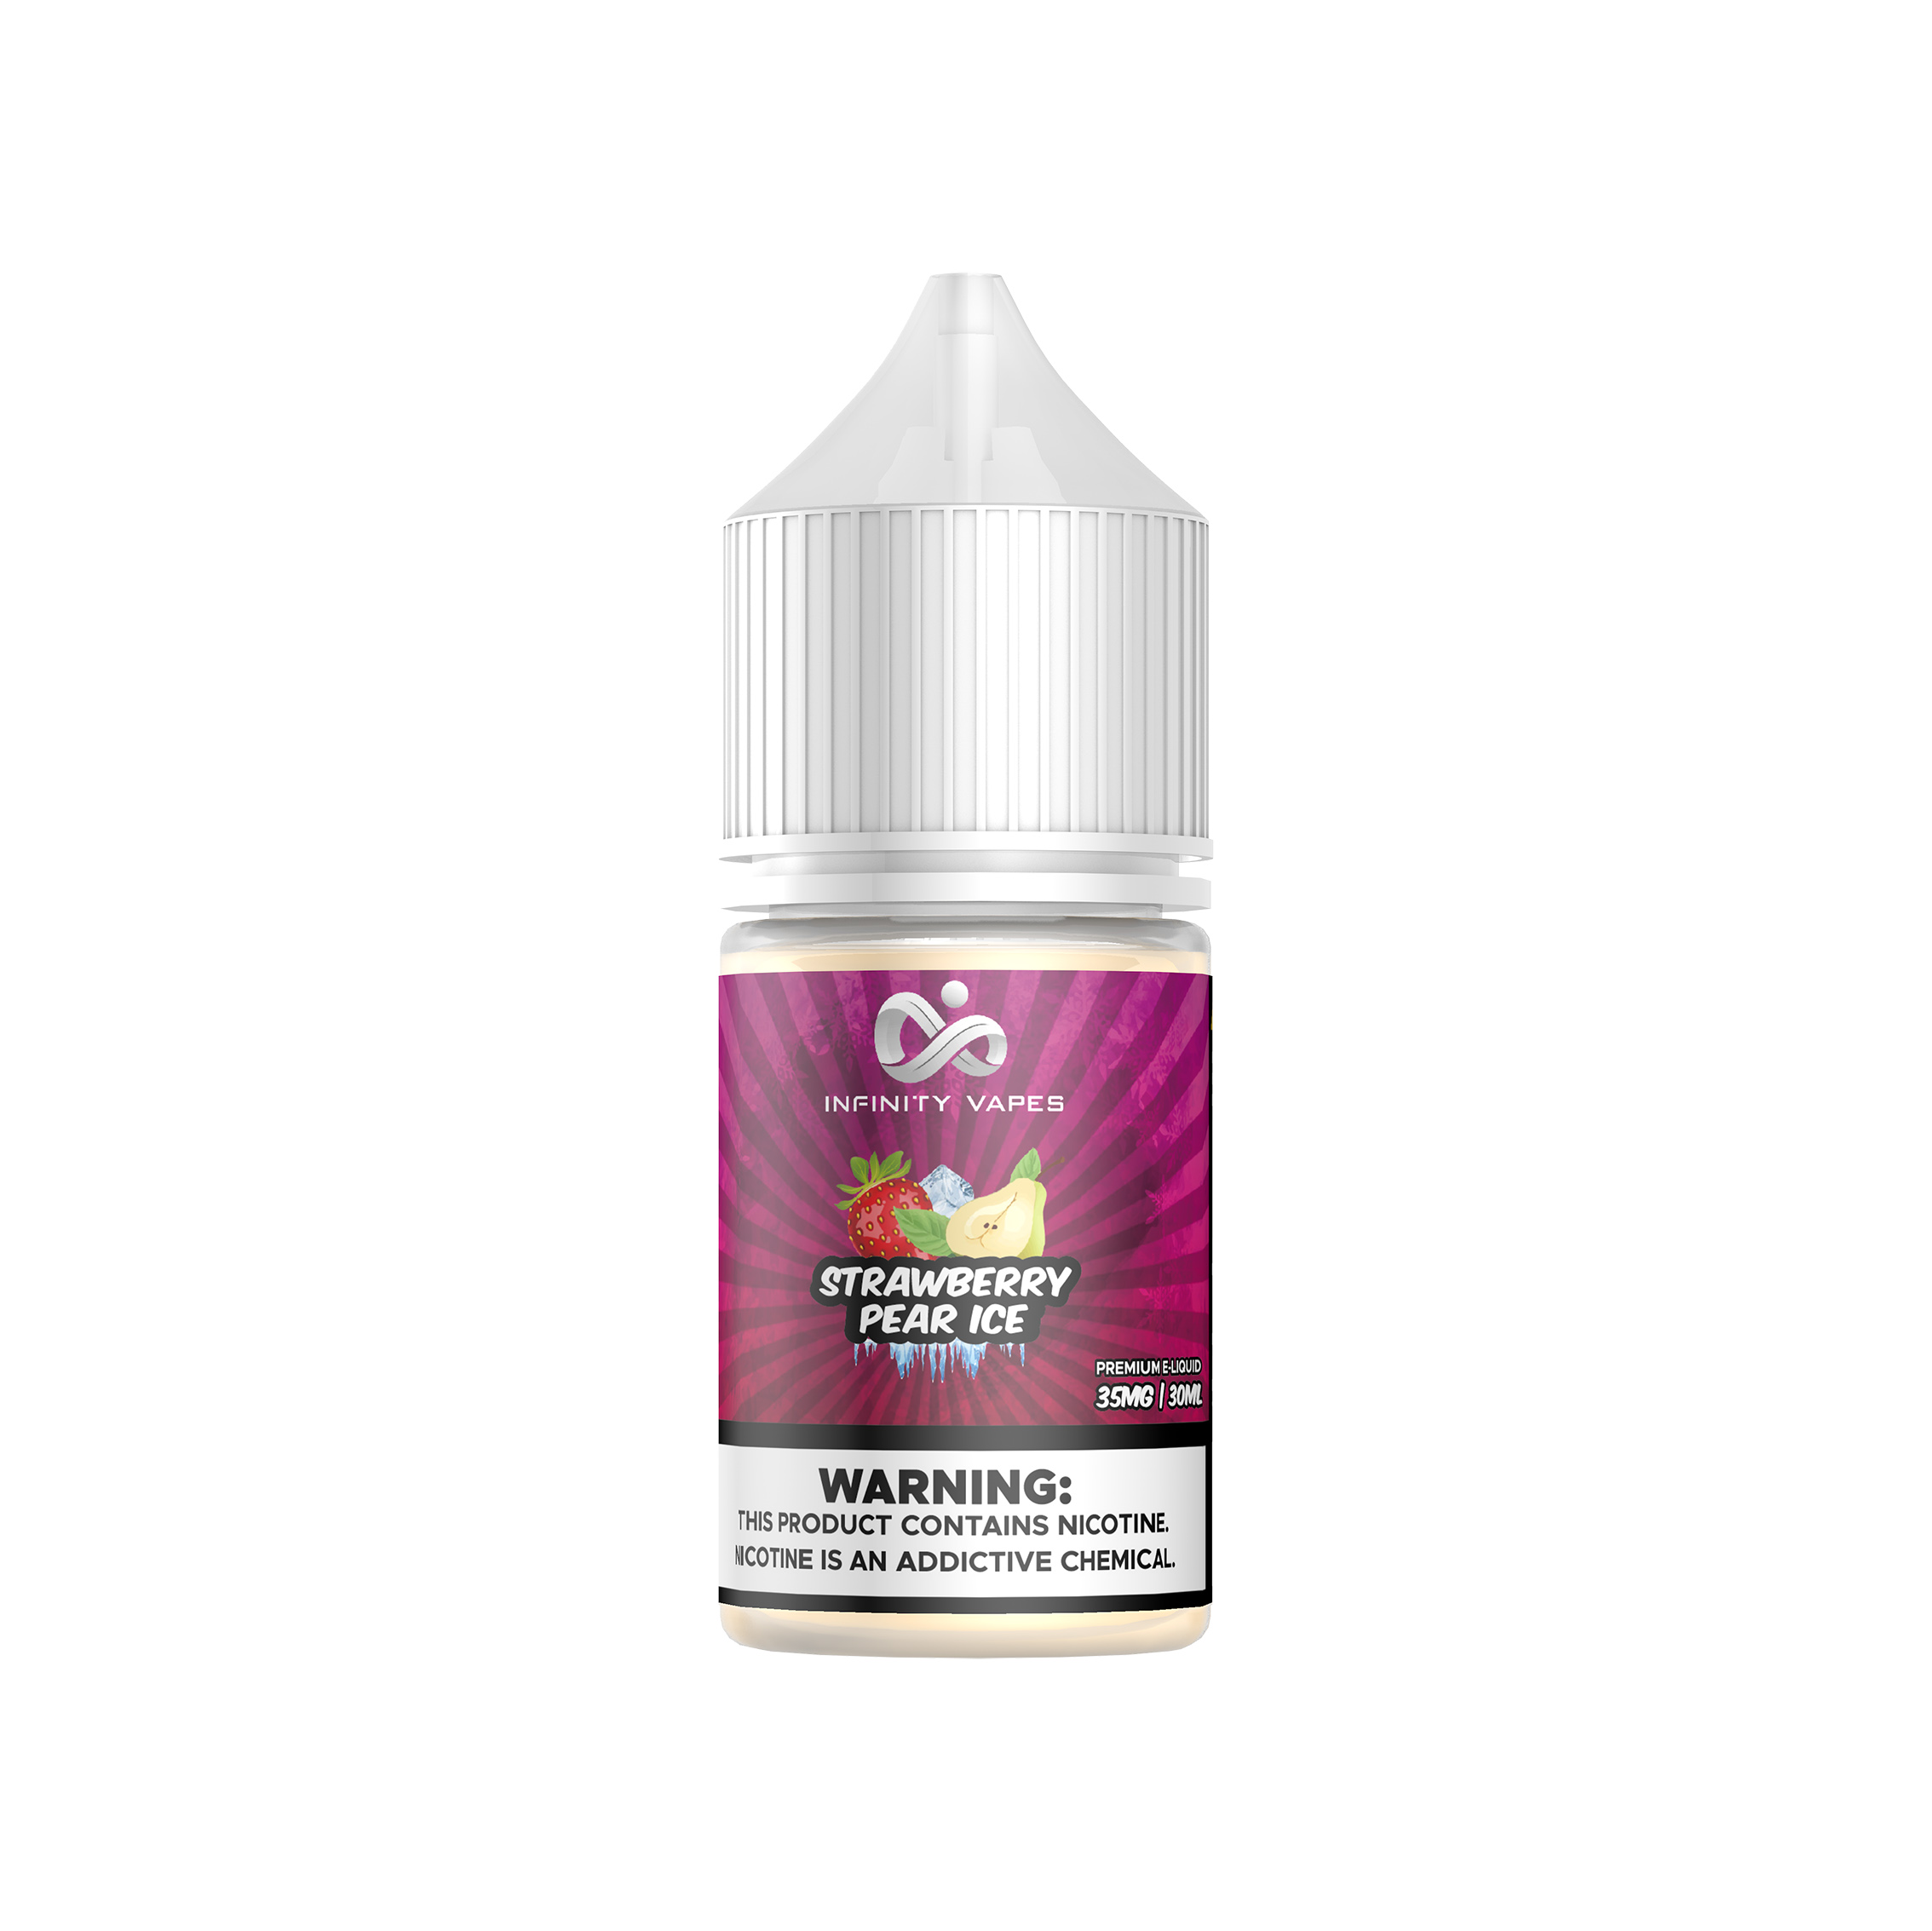 INFINITY VAPES
STRAWBERRY
PEAR ICE
PREMIUM E-LIQUID
35MG | 30ML
WARNING:
THIS PRODUCT CONTAINS NICOTINE.
NICOTINE IS AN ADDICTIVE CHEMICAL.